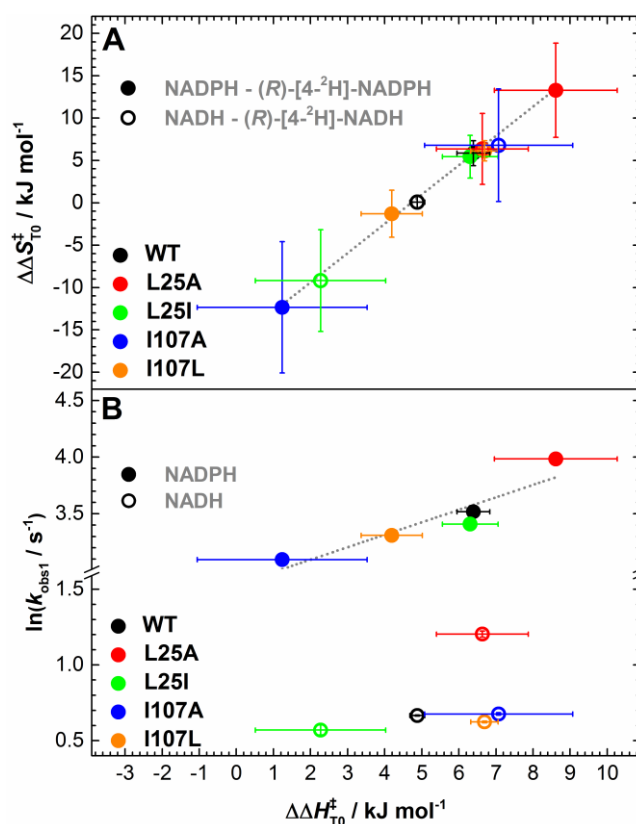 A
NADPH - (R)-[4-²H]-NADPH
NADH - (R)-[4-²H]-NADH
ΔΔS‡T0 / kJ mol⁻¹
20
15
10
5
0
-5
-10
-15
-20
WT
L25A
L25I
I107A
I107L
B
NADPH
NADH
ln(kobs1 / s⁻¹)
4.5
4.0
3.5
1.5
1.0
0.5
WT
L25A
L25I
I107A
I107L
-3 -2 -1 0 1 2 3 4 5 6 7 8 9 10
ΔΔH‡T0 / kJ mol⁻¹